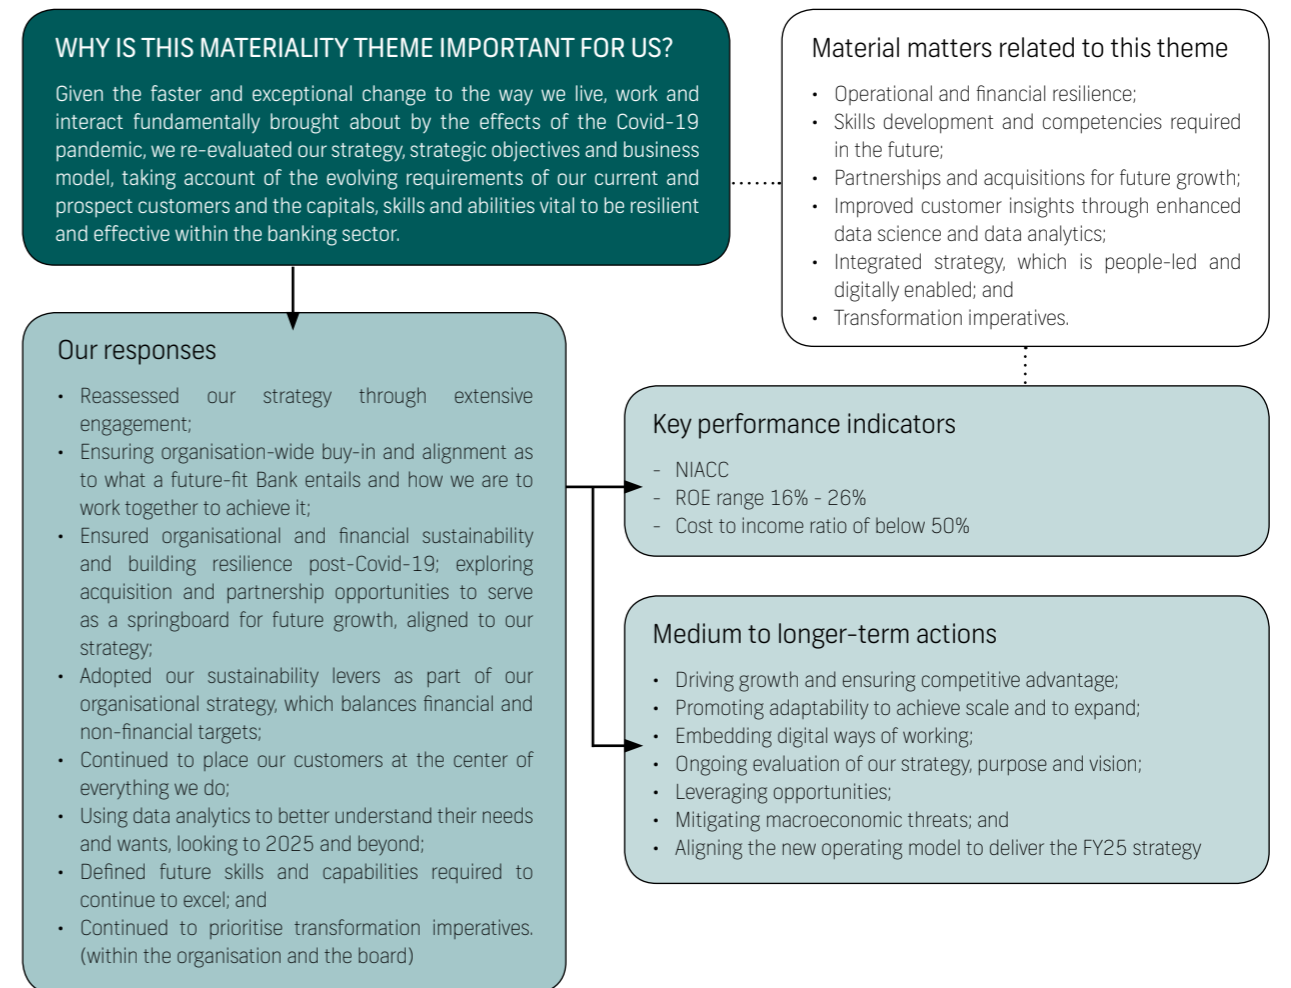 WHY IS THIS MATERIALITY THEME IMPORTANT FOR US?
Given the faster and exceptional change to the way we live, work and
interact fundamentally brought about by the effects of the Covid-19
pandemic, we re-evaluated our strategy, strategic objectives and business
model, taking account of the evolving requirements of our current and
prospect customers and the capitals, skills and abilities vital to be resilient
and effective within the banking sector.
Material matters related to this theme
• Operational and financial resilience;
• Skills development and competencies required
in the future;
• Partnerships and acquisitions for future growth;
• Improved customer insights through enhanced
data science and data analytics;
• Integrated strategy, which is people-led and
digitally enabled; and
• Transformation imperatives.
Our responses
• Reassessed our strategy through extensive
engagement;
• Ensuring organisation-wide buy-in and alignment as
to what a future-fit Bank entails and how we are to
work together to achieve it;
• Ensured organisational and financial sustainability
and building resilience post-Covid-19; exploring
acquisition and partnership opportunities to serve
as a springboard for future growth, aligned to our
strategy;
• Adopted our sustainability levers as part of our
organisational strategy, which balances financial and
non-financial targets;
• Continued to place our customers at the center of
everything we do;
• Using data analytics to better understand their needs
and wants, looking to 2025 and beyond;
• Defined future skills and capabilities required to
continue to excel; and
• Continued to prioritise transformation imperatives.
(within the organisation and the board)
Key performance indicators
- NIACC
- ROE range 16% - 26%
- Cost to income ratio of below 50%
Medium to longer-term actions
• Driving growth and ensuring competitive advantage;
• Promoting adaptability to achieve scale and to expand;
• Embedding digital ways of working;
• Ongoing evaluation of our strategy, purpose and vision;
• Leveraging opportunities;
• Mitigating macroeconomic threats; and
• Aligning the new operating model to deliver the FY25 strategy